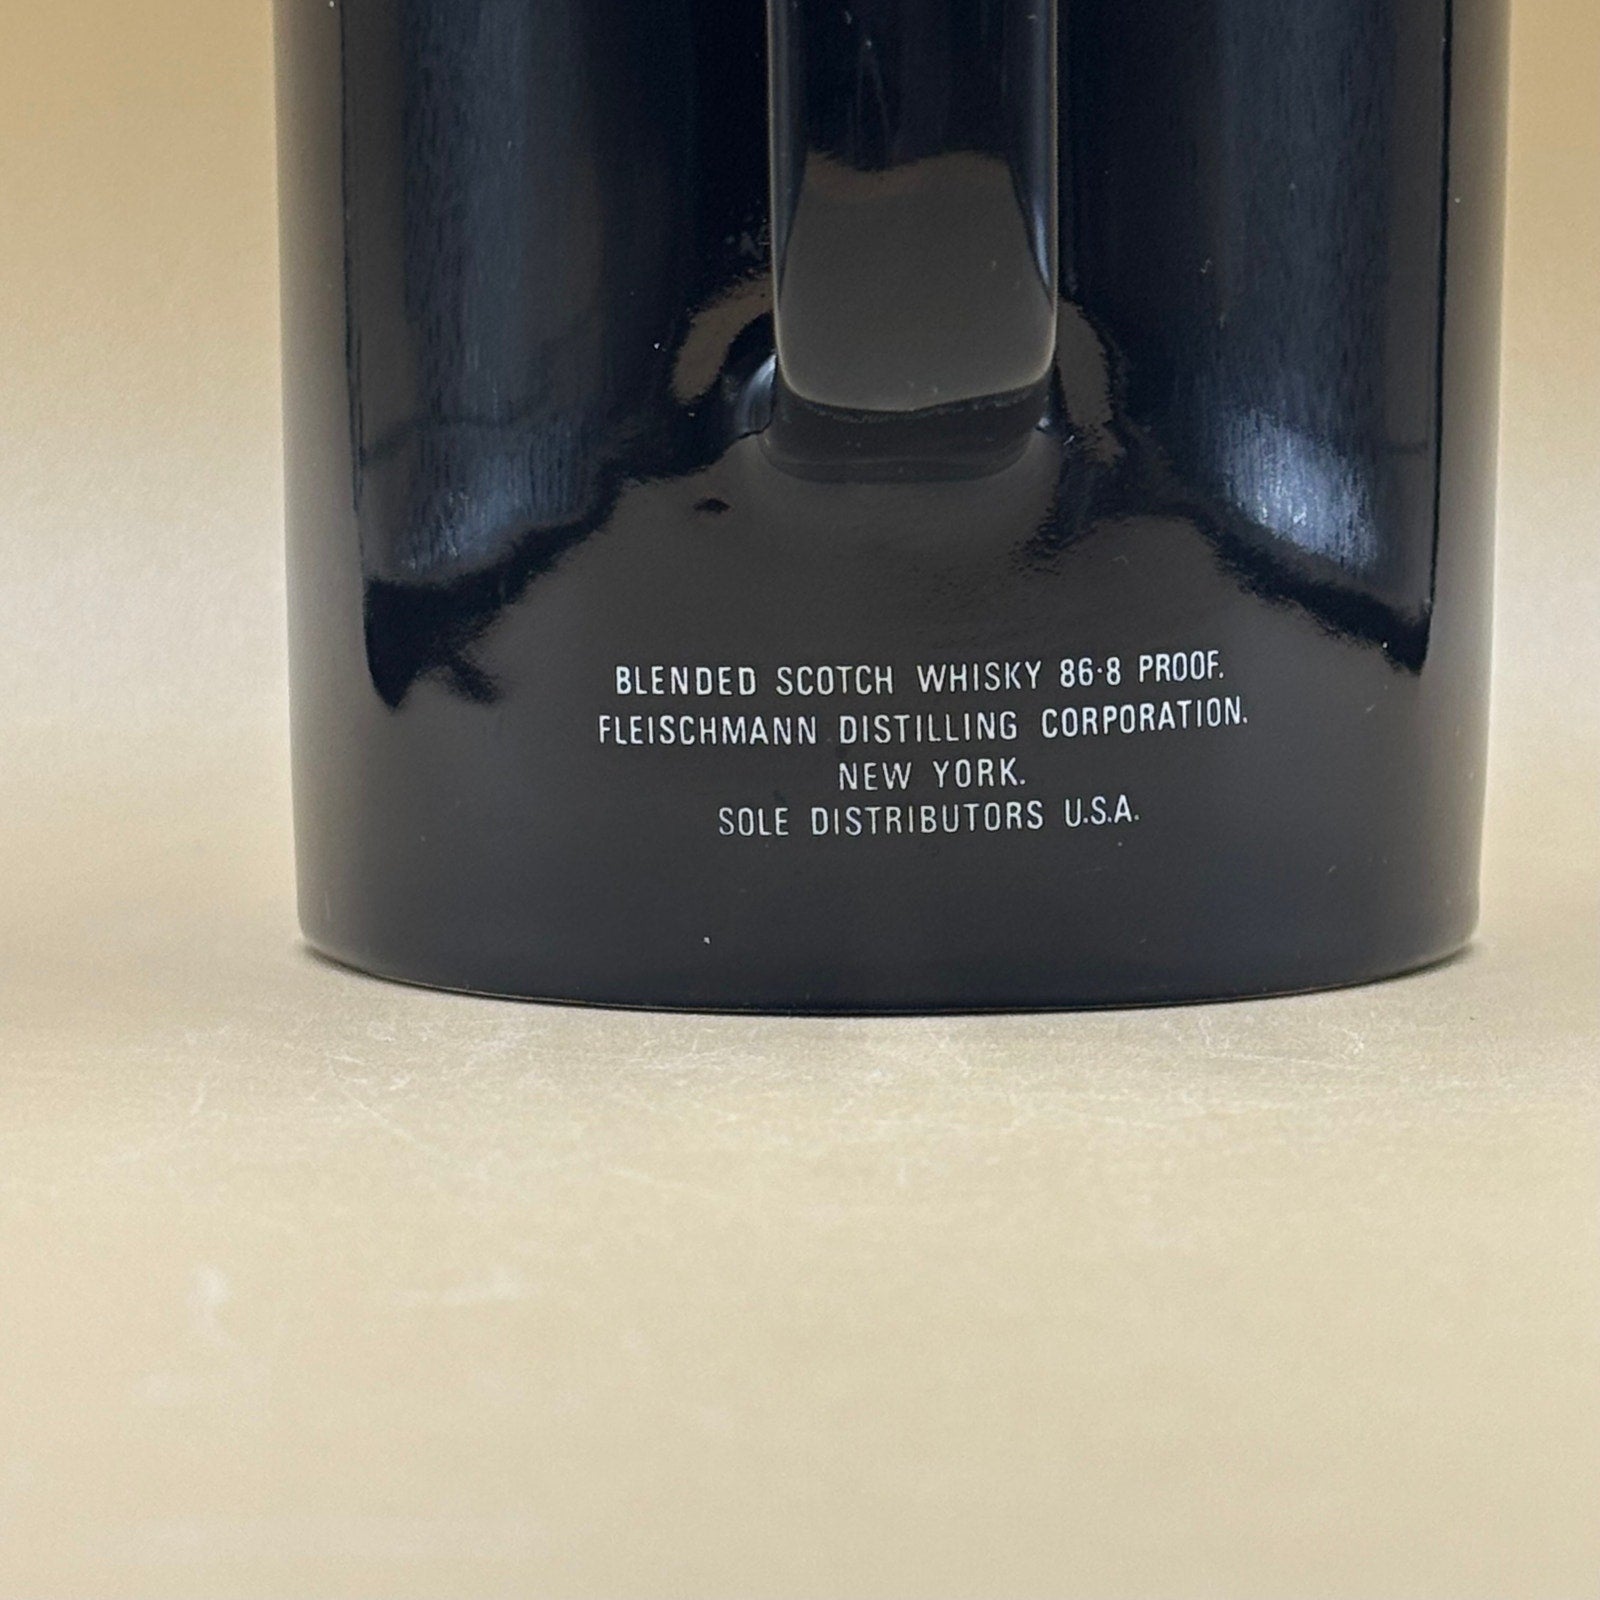 BLENDED SCOTCH WHISKY 86·8 PROOF.
FLEISCHMANN DISTILLING CORPORATION.
NEW YORK.
SOLE DISTRIBUTORS U.S.A.